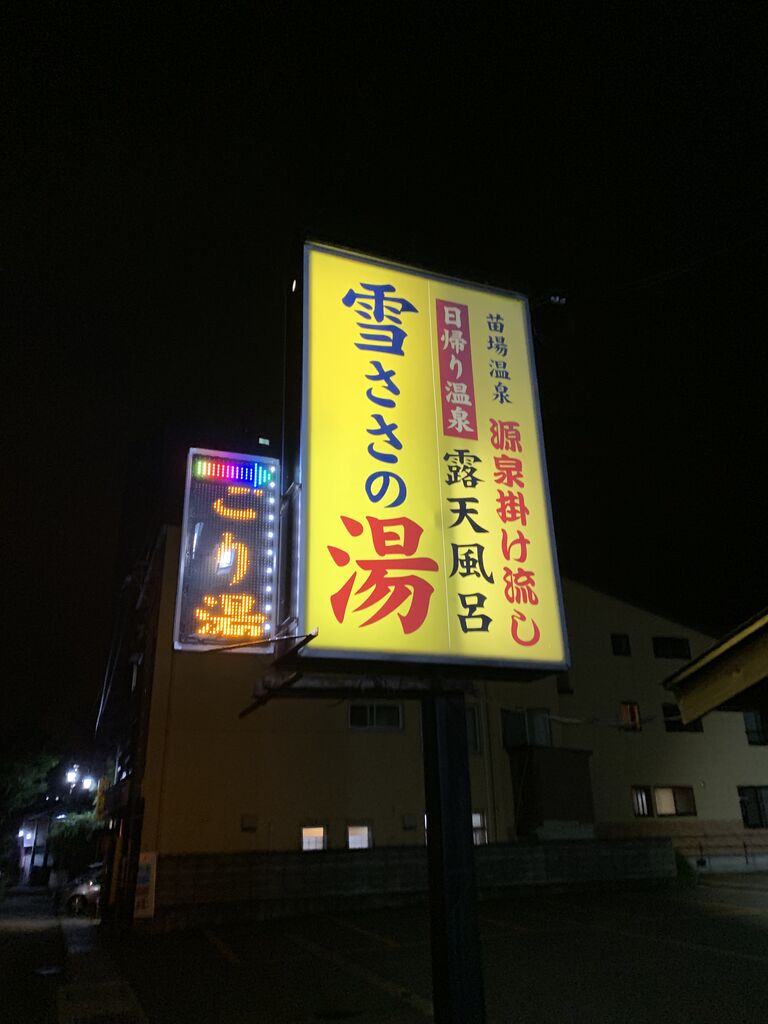 苗場温泉
源泉掛け流し
日帰り温泉
露天風呂
雪ささの湯
ごり湯